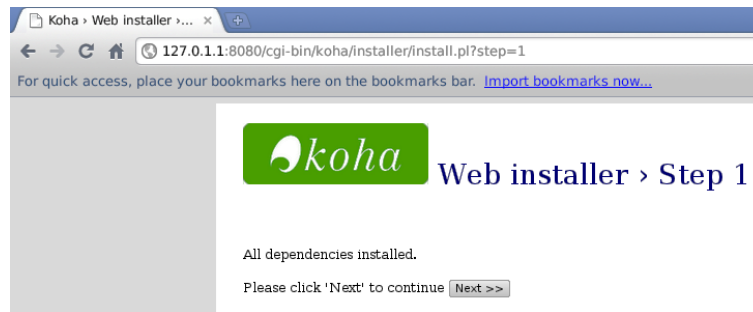 Koha › Web installer ›... ×
127.0.1.1:8080/cgi-bin/koha/installer/install.pl?step=1
For quick access, place your bookmarks here on the bookmarks bar. Import bookmarks now...
koha Web installer › Step 1
All dependencies installed.
Please click 'Next' to continue Next >>